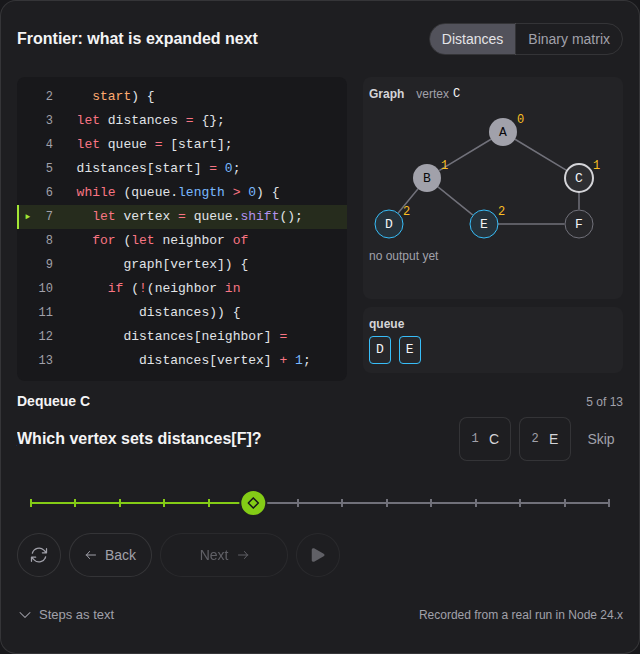 Frontier: what is expanded next
Distances
Binary matrix
2 start) {
3 let distances = {};
4 let queue = [start];
5 distances[start] = 0;
6 while (queue.length > 0) {
7 let vertex = queue.shift();
8 for (let neighbor of
9 graph[vertex]) {
10 if (!(neighbor in
11 distances)) {
12 distances[neighbor] =
13 distances[vertex] + 1;
Graph vertex C
A 0
B 1
C 1
D 2
E 2
F
no output yet
queue
D E
Dequeue C
5 of 13
Which vertex sets distances[F]?
1 C
2 E
Skip
Back
Next
Steps as text
Recorded from a real run in Node 24.x